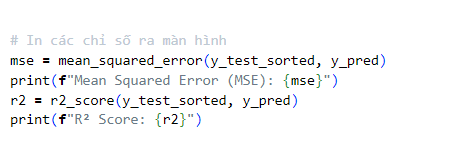 # In các chỉ số ra màn hình
mse = mean_squared_error(y_test_sorted, y_pred)
print(f"Mean Squared Error (MSE): {mse}")
r2 = r2_score(y_test_sorted, y_pred)
print(f"R² Score: {r2}")